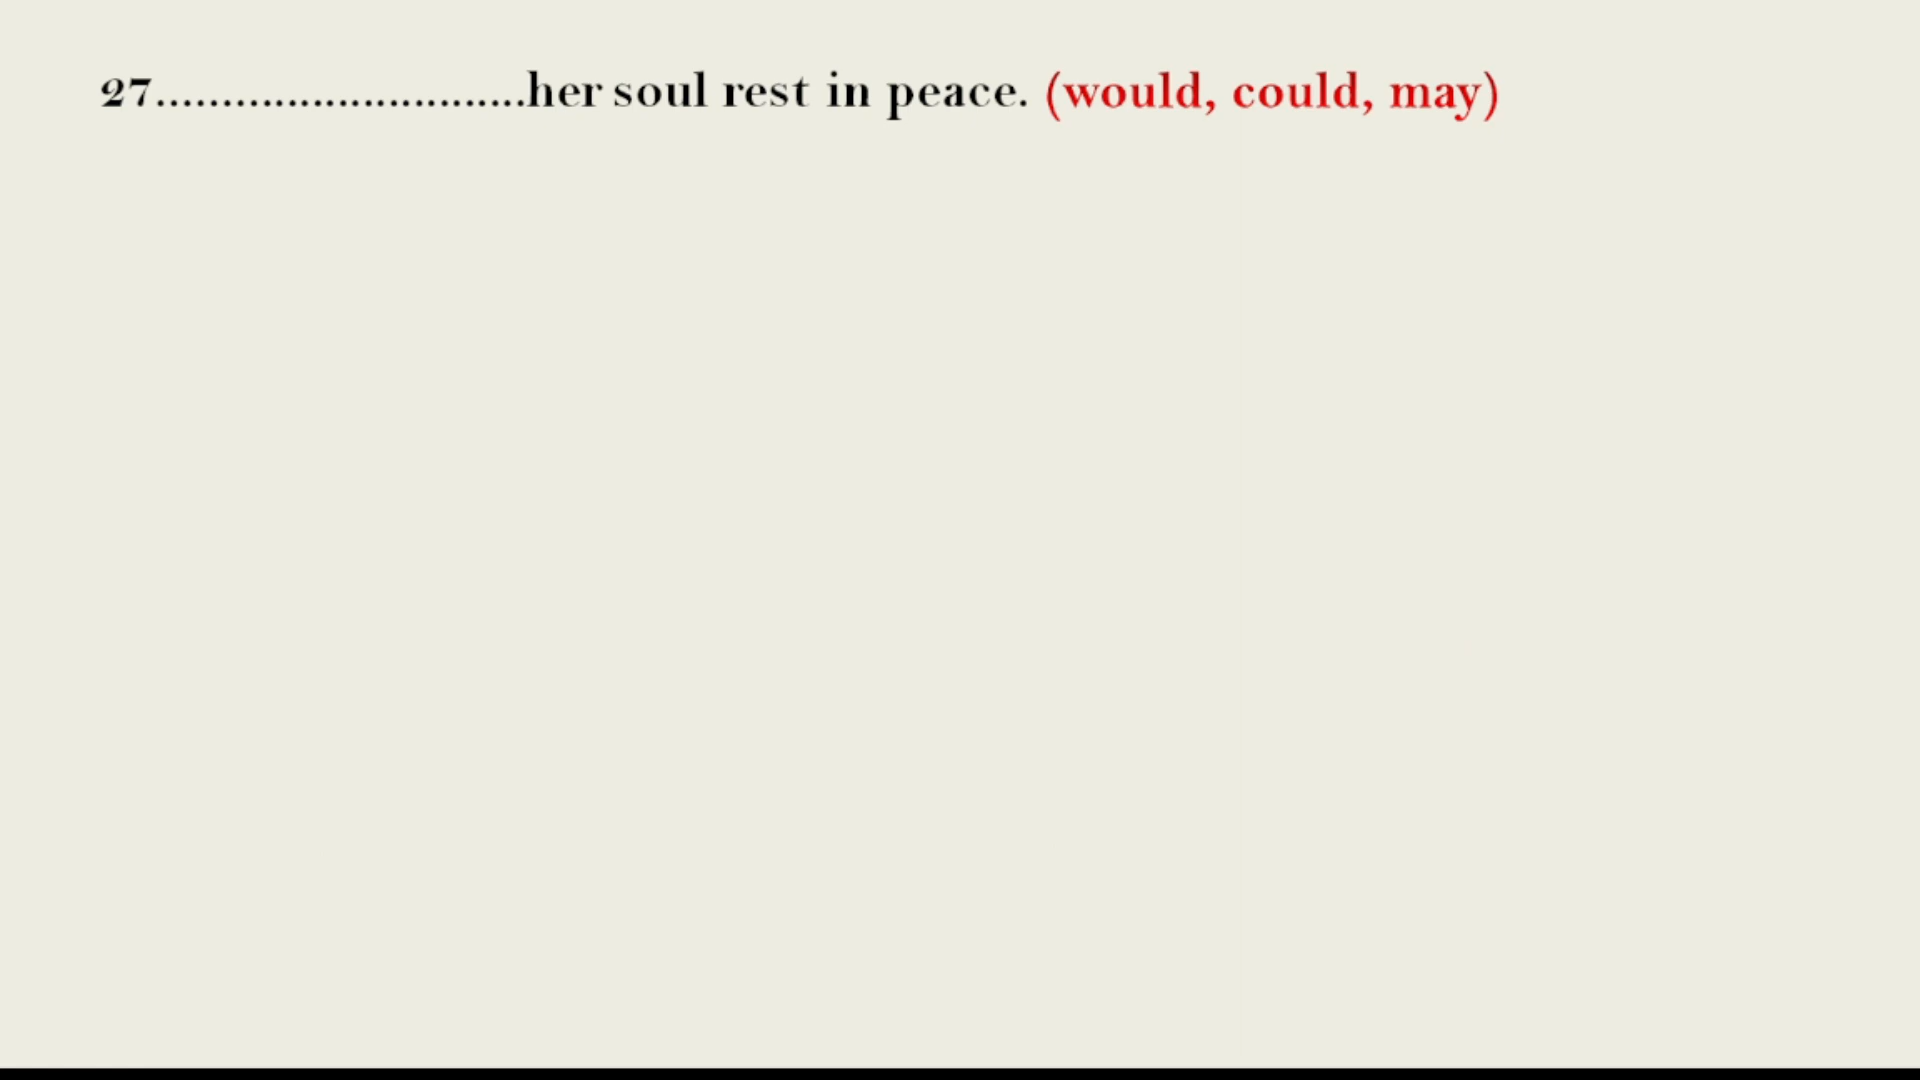 27............................her soul rest in peace. (would, could, may)